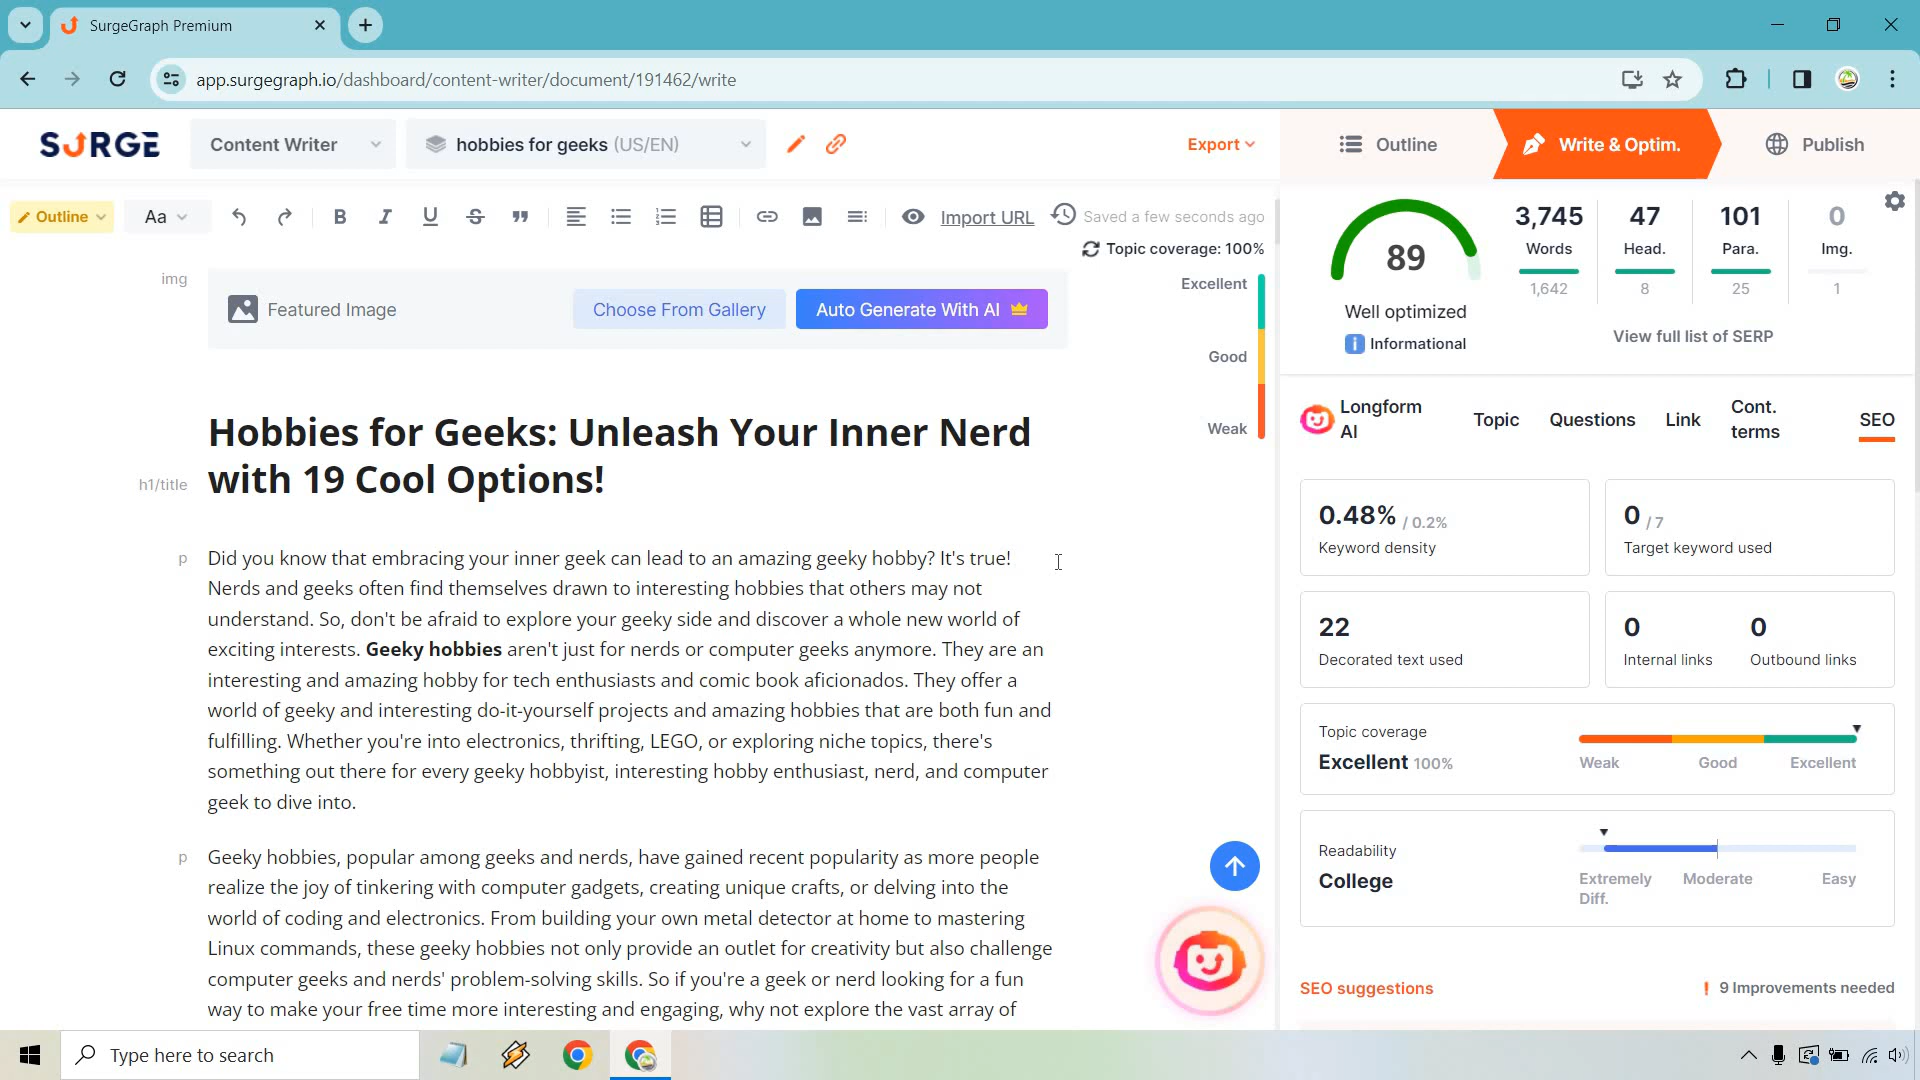 SurgeGraph Premium
app.surgegraph.io/dashboard/content-writer/document/191462/write
SURGE
Content Writer
hobbies for geeks (US/EN)
Export
Outline
Write & Optim.
Publish
Outline
Aa
Import URL
Saved a few seconds ago
Topic coverage: 100%
img
Featured Image
Choose From Gallery
Auto Generate With AI
Excellent
Good
Weak
h1/title
Hobbies for Geeks: Unleash Your Inner Nerd
with 19 Cool Options!
p
Did you know that embracing your inner geek can lead to an amazing geeky hobby? It's true!
Nerds and geeks often find themselves drawn to interesting hobbies that others may not
understand. So, don't be afraid to explore your geeky side and discover a whole new world of
exciting interests. Geeky hobbies aren't just for nerds or computer geeks anymore. They are an
interesting and amazing hobby for tech enthusiasts and comic book aficionados. They offer a
world of geeky and interesting do-it-yourself projects and amazing hobbies that are both fun and
fulfilling. Whether you're into electronics, thrifting, LEGO, or exploring niche topics, there's
something out there for every geeky hobbyist, interesting hobby enthusiast, nerd, and computer
geek to dive into.
p
Geeky hobbies, popular among geeks and nerds, have gained recent popularity as more people
realize the joy of tinkering with computer gadgets, creating unique crafts, or delving into the
world of coding and electronics. From building your own metal detector at home to mastering
Linux commands, these geeky hobbies not only provide an outlet for creativity but also challenge
computer geeks and nerds' problem-solving skills. So if you're a geek or nerd looking for a fun
way to make your free time more interesting and engaging, why not explore the vast array of
89
Well optimized
i Informational
3,745
Words
1,642
47
Head.
8
101
Para.
25
0
Img.
1
View full list of SERP
Longform
AI
Topic
Questions
Link
Cont.
terms
SEO
0.48% / 0.2%
Keyword density
0 / 7
Target keyword used
22
Decorated text used
0
Internal links
0
Outbound links
Topic coverage
Excellent 100%
Weak
Good
Excellent
Readability
College
Extremely
Diff.
Moderate
Easy
SEO suggestions
! 9 Improvements needed
Type here to search